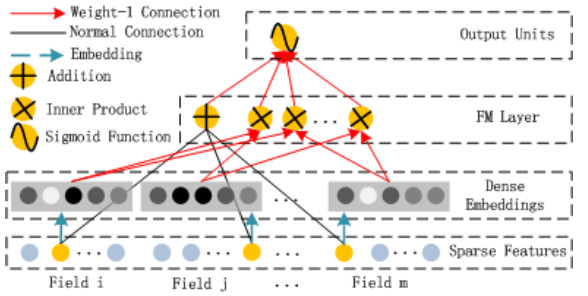 Weight-1 Connection
Normal Connection
Embedding
Addition
Inner Product
Sigmoid Function
Output Units
...
FM Layer
...
Dense
Embeddings
... ... ... Sparse Features
Field i Field j ... Field m